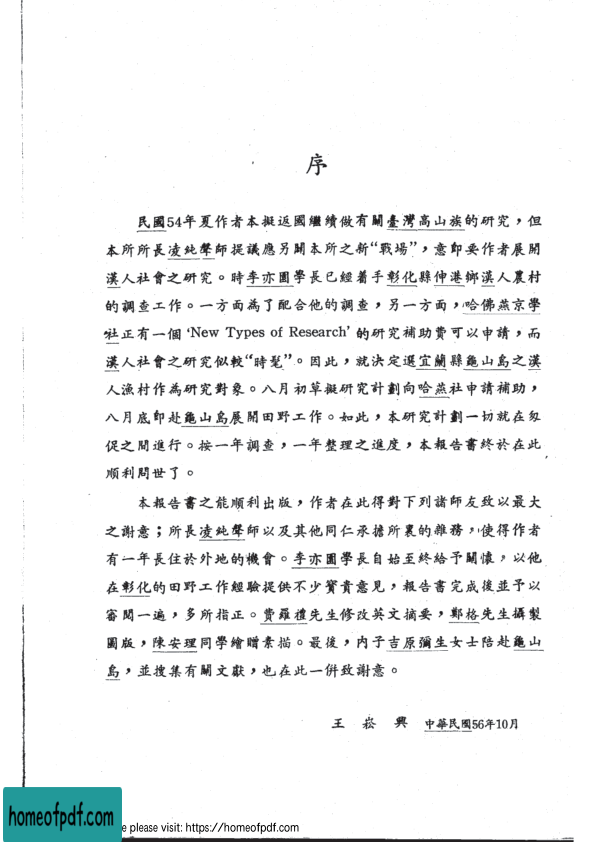 序
民國54年夏作者本擬返國繼續做有關臺灣高山族的研究，但
本所所長凌純聲師提議應另闢本所之新“戰場”，意即要作者展開
漢人社會之研究。時李亦園學長已經着手彰化縣伸港鄉漢人農村
的調查工作。一方面為了配合他的調查，另一方面，哈佛燕京學
社正有一個‘New Types of Research’的研究補助費可以申請，而
漢人社會之研究似較“時髦”。因此，就決定選宜蘭縣龜山島之漢
人漁村作為研究對象。八月初草擬研究計劃向哈燕社申請補助，
八月底即赴龜山島展開田野工作。如此，本研究計劃一切就在匆
促之間進行。按一年調查，一年整理之進度，本報告書終於在此
順利問世了。
本報告書之能順利出版，作者在此得對下列諸師友致以最大
之謝意；所長凌純聲師以及其他同仁承擔所裏的雜務，使得作者
有一年長住於外地的機會。李亦園學長自始至終給予關懷，以他
在彰化的田野工作經驗提供不少寶貴意見，報告書完成後並予以
審閱一遍，多所指正。費羅禮先生修改英文摘要，鄭格先生攝製
圖版，陳安理同學繪贈素描。最後，內子吉原彌生女士陪赴龜山
島，並搜集有關文獻，也在此一併致謝意。
王崧興 中華民國56年10月
homeofpdf.com
e please visit: https://homeofpdf.com